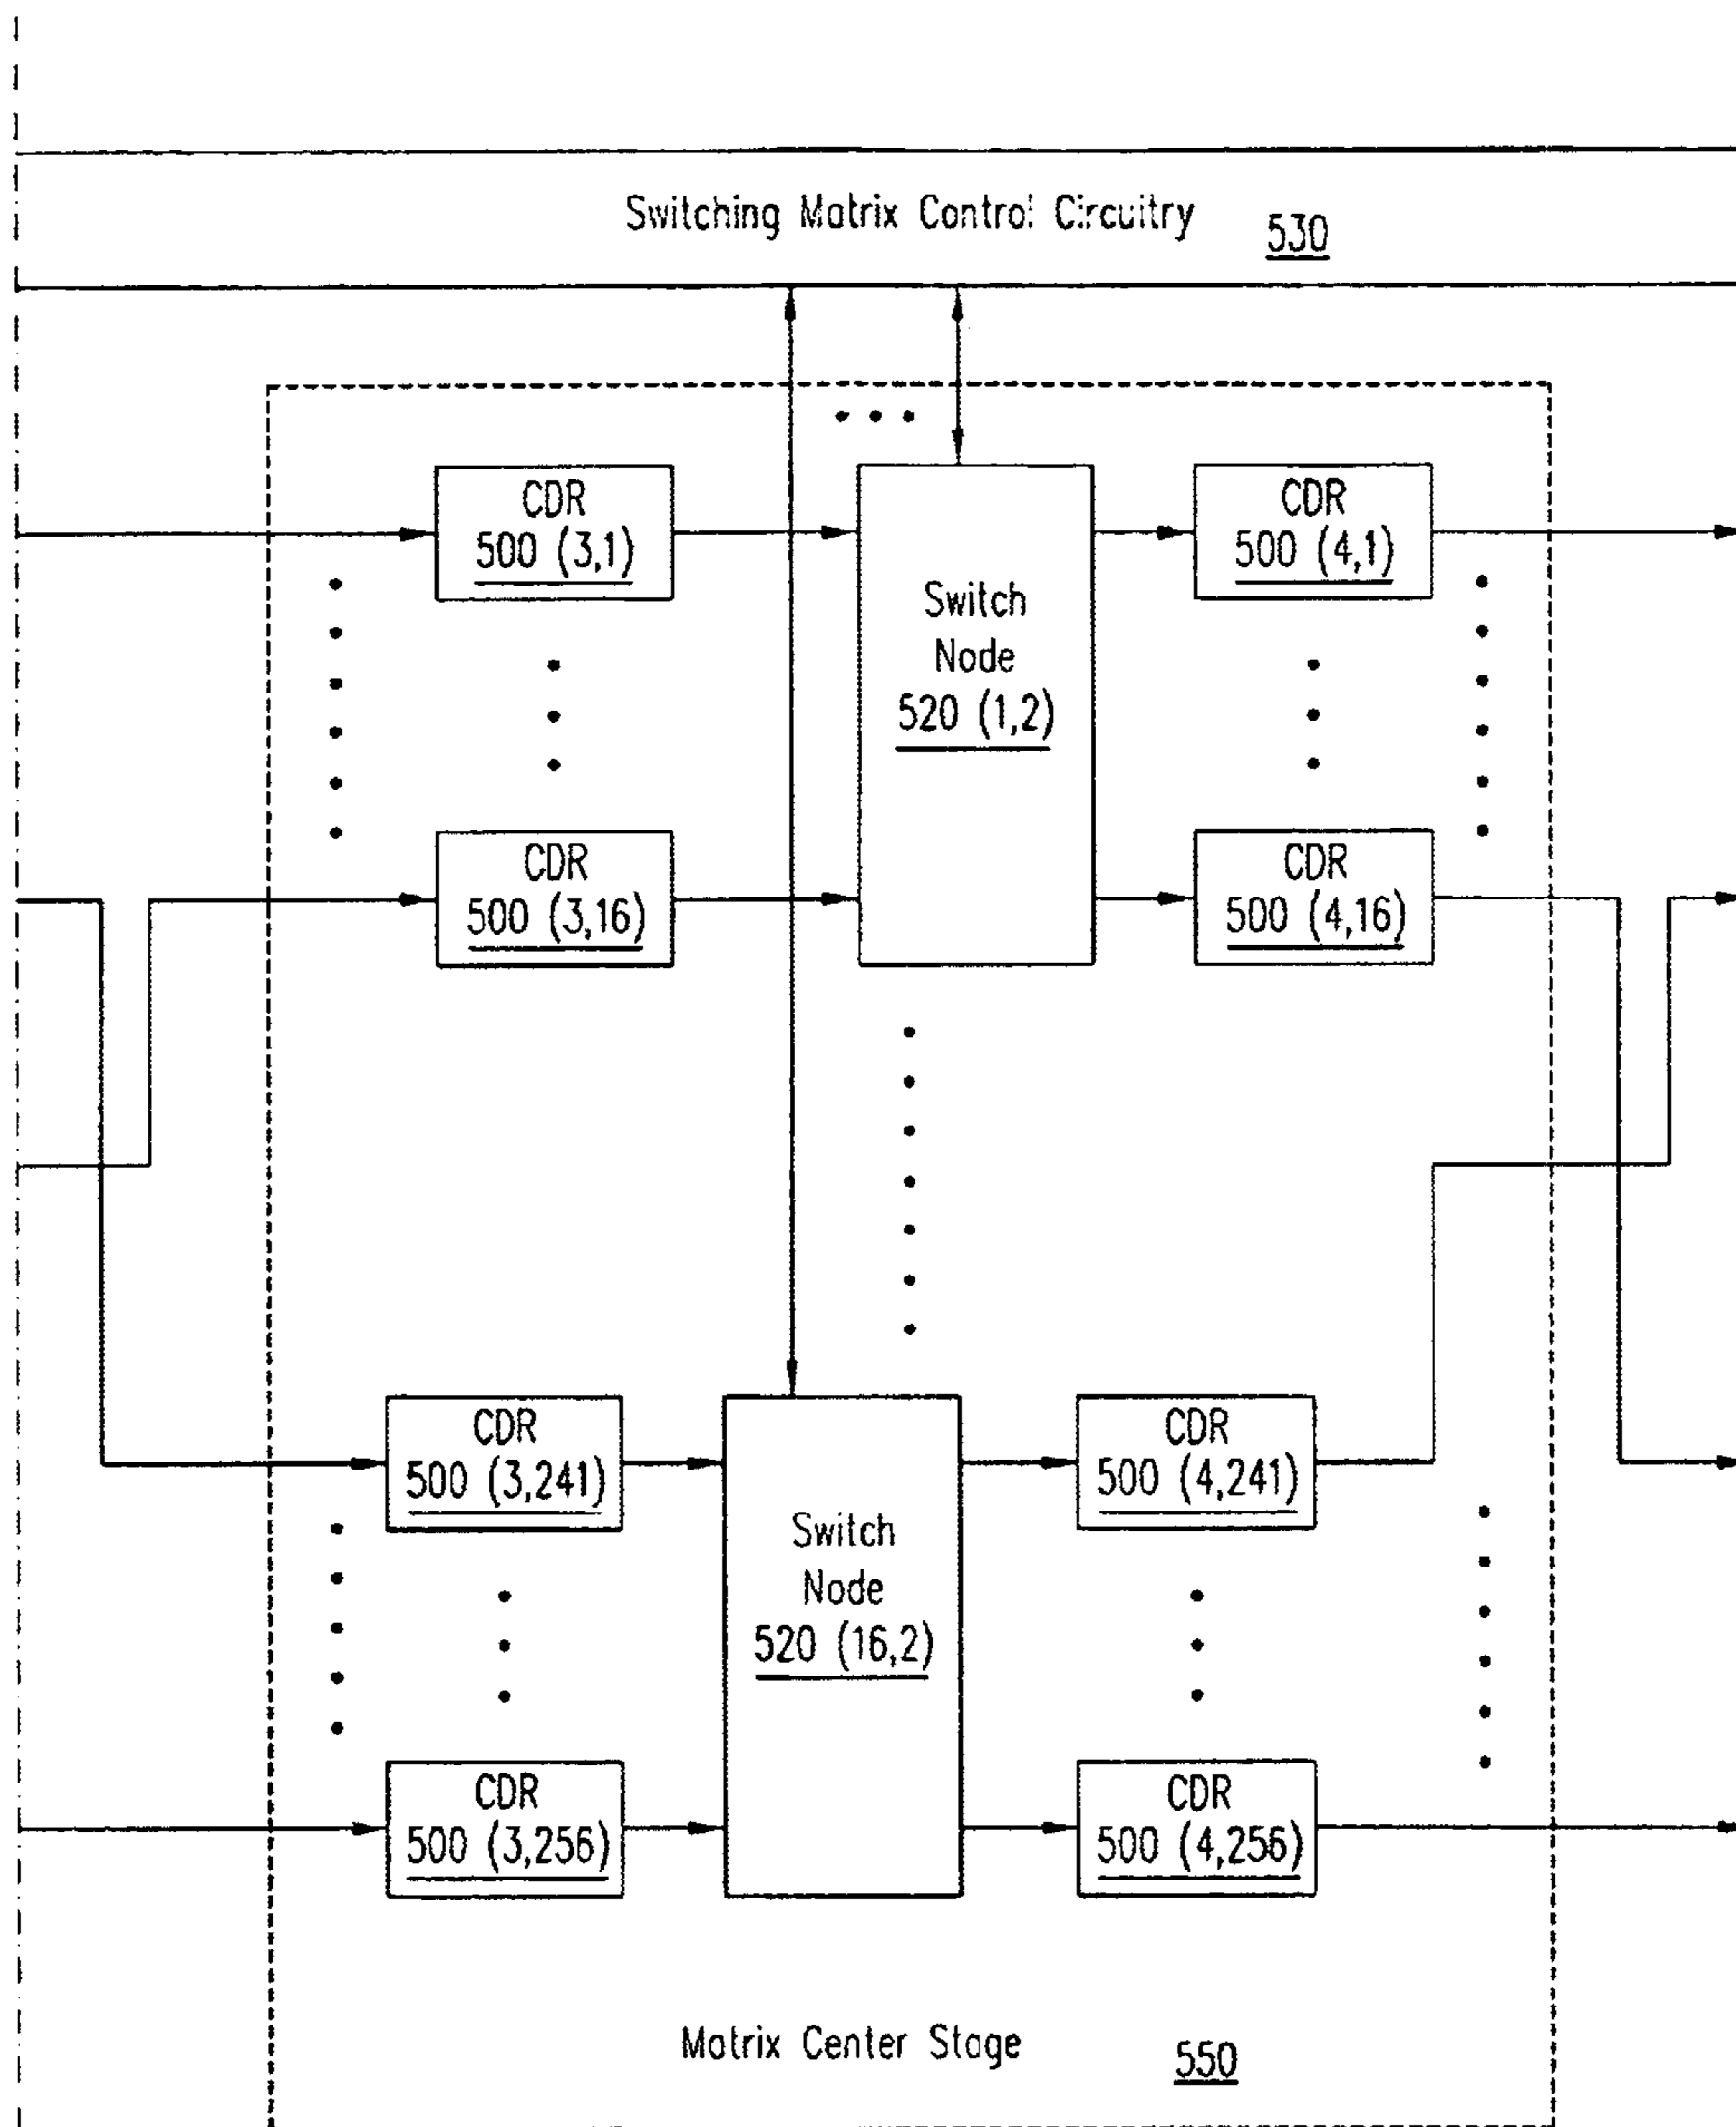 Switching Matrix Control Circuitry 530
CDR
500 (3,1)
Switch
Node
520 (1,2)
CDR
500 (4,1)
CDR
500 (3,16)
CDR
500 (4,16)
CDR
500 (3,241)
Switch
Node
520 (16,2)
CDR
500 (4,241)
CDR
500 (3,256)
CDR
500 (4,256)
Matrix Center Stage 550